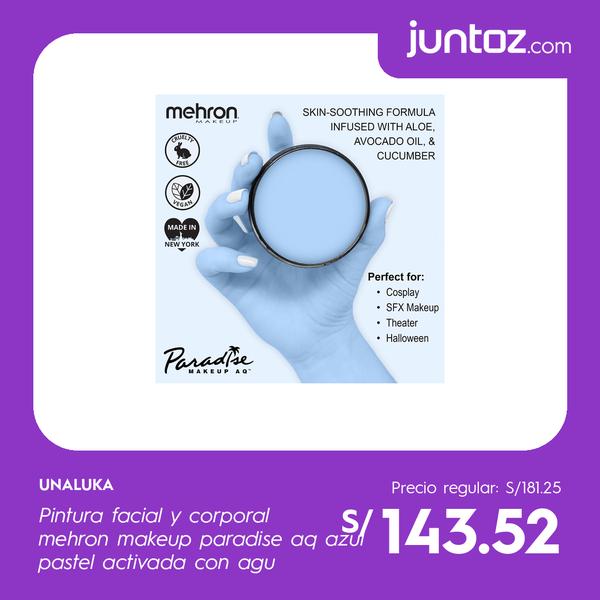 juntoz.com
mehron
MAKEUP
SKIN-SOOTHING FORMULA
INFUSED WITH ALOE,
AVOCADO OIL, &
CUCUMBER
CRUELTY
FREE
VEGAN
MADE IN
NEW YORK
Perfect for:
• Cosplay
• SFX Makeup
• Theater
• Halloween
Paradise
MAKEUP AQ™
UNALUKA
Precio regular: S/181.25
Pintura facial y corporal
mehron makeup paradise aq azul
pastel activada con agu
S/143.52